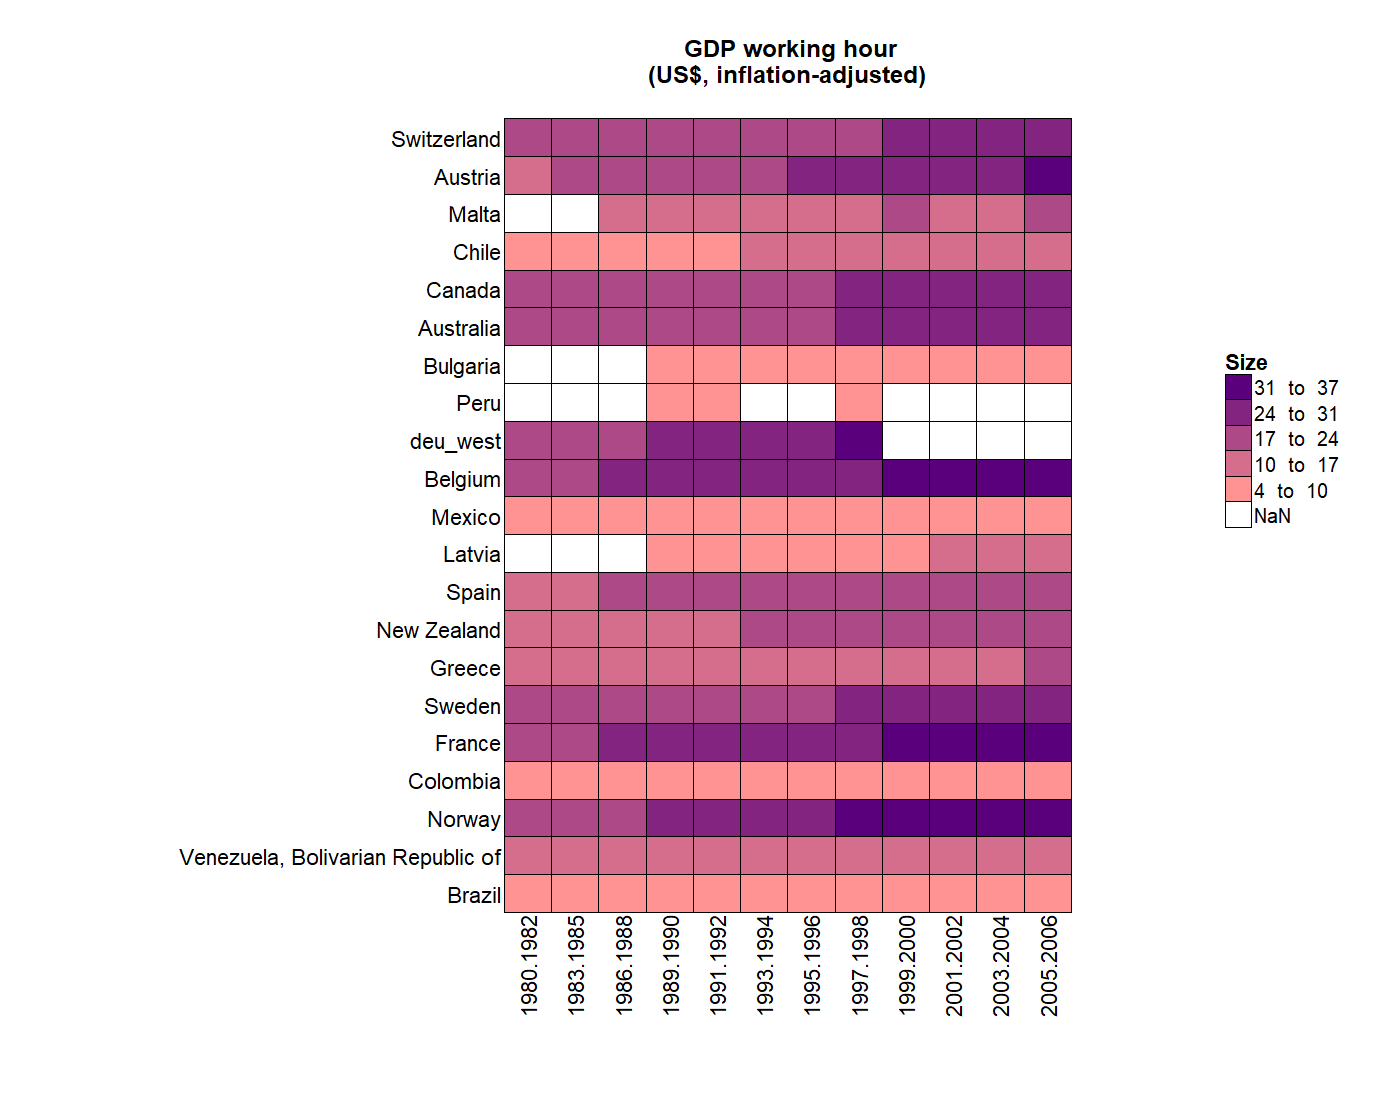 GDP working hour
(US$, inflation-adjusted)
Switzerland
Austria
Malta
Chile
Canada
Australia
Bulgaria
Peru
deu_west
Belgium
Mexico
Latvia
Spain
New Zealand
Greece
Sweden
France
Colombia
Norway
Venezuela, Bolivarian Republic of
Brazil
1980.1982
1983.1985
1986.1988
1989.1990
1991.1992
1993.1994
1995.1996
1997.1998
1999.2000
2001.2002
2003.2004
2005.2006
Size
31 to 37
24 to 31
17 to 24
10 to 17
4 to 10
NaN